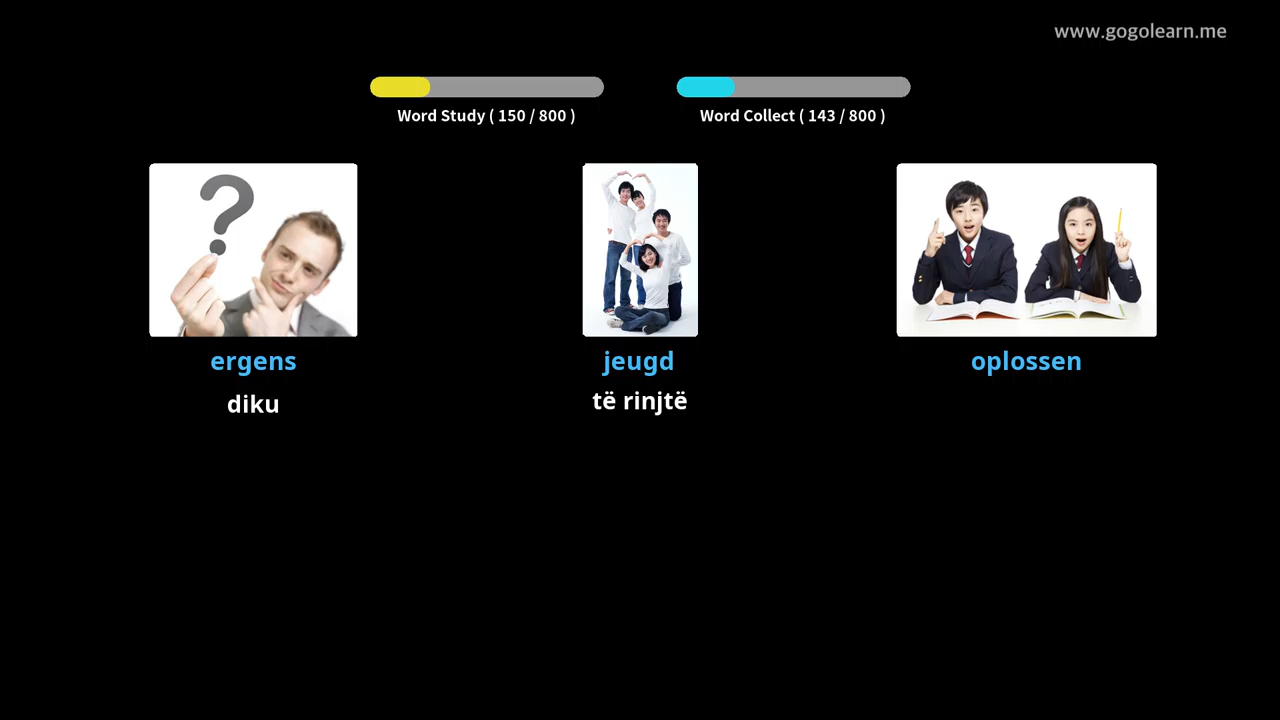 www.gogolearn.me
Word Study ( 150 / 800 )
Word Collect ( 143 / 800 )
ergens
jeugd
oplossen
diku
të rinjtë